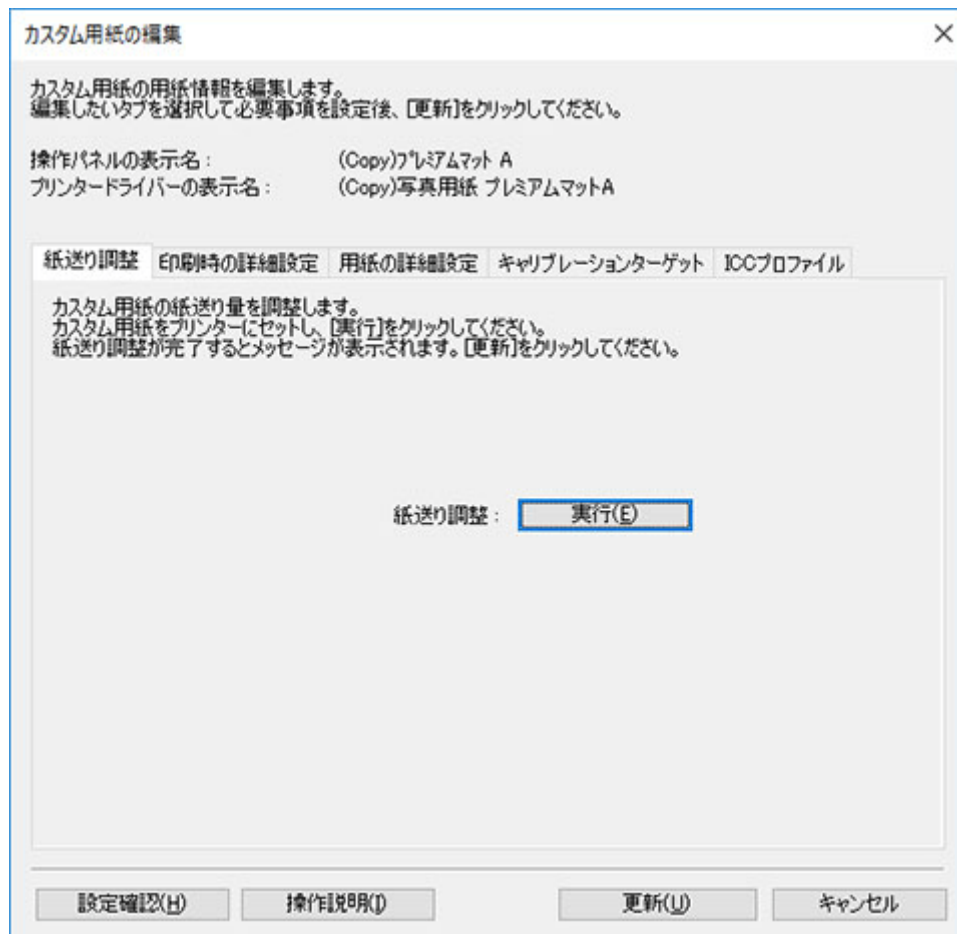 カスタム用紙の編集
カスタム用紙の用紙情報を編集します。
編集したいタブを選択して必要事項を設定後、[更新]をクリックしてください。
操作パネルの表示名: (Copy)プレミアムマット A
プリンタードライバーの表示名: (Copy)写真用紙 プレミアムマットA
紙送り調整 印刷時の詳細設定 用紙の詳細設定 キャリブレーションターゲット ICCプロファイル
カスタム用紙の紙送り量を調整します。
カスタム用紙をプリンターにセットし、[実行]をクリックしてください。
紙送り調整が完了するとメッセージが表示されます。[更新]をクリックしてください。
紙送り調整: 実行(E)
設定確認(H) 操作説明(I) 更新(U) キャンセル